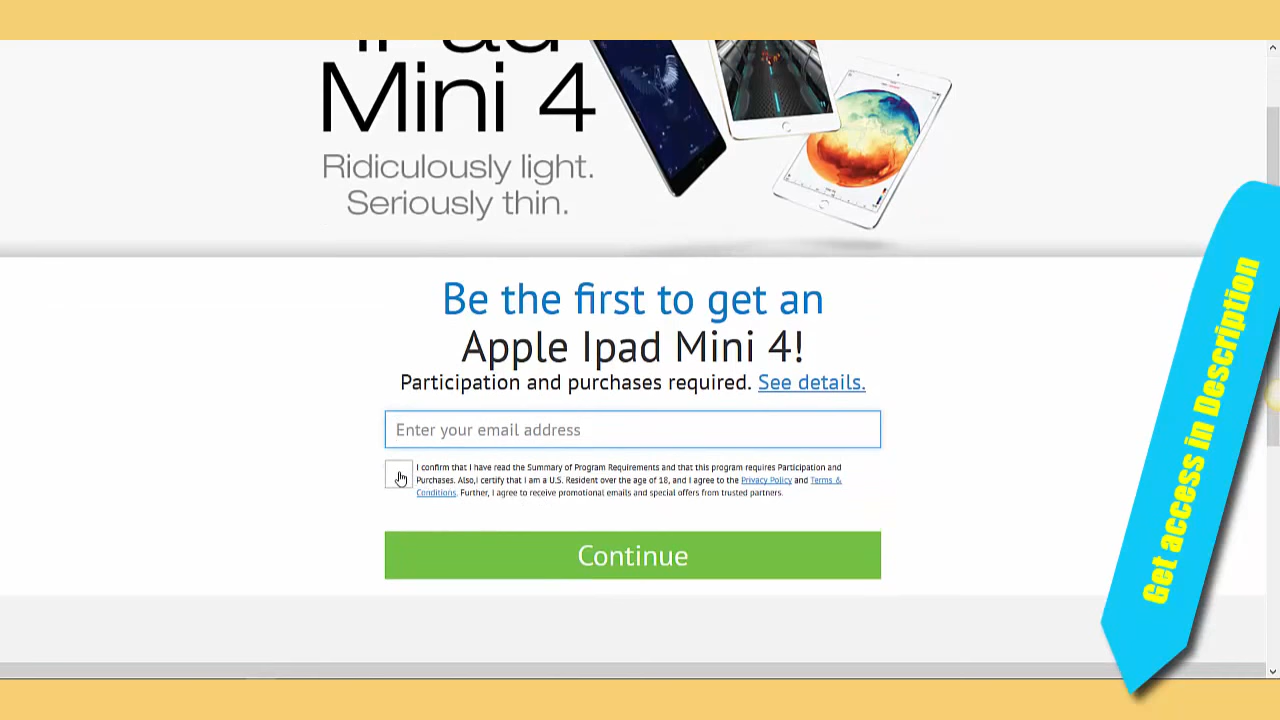 iPad
Mini 4
Ridiculously light.
Seriously thin.
Be the first to get an
Apple Ipad Mini 4!
Participation and purchases required. See details.
Enter your email address
I confirm that I have read the Summary of Program Requirements and that this program requires Participation and
Purchases. Also,I certify that I am a U.S. Resident over the age of 18, and I agree to the Privacy Policy and Terms &
Conditions. Further, I agree to receive promotional emails and special offers from trusted partners.
Continue
Get access in Description